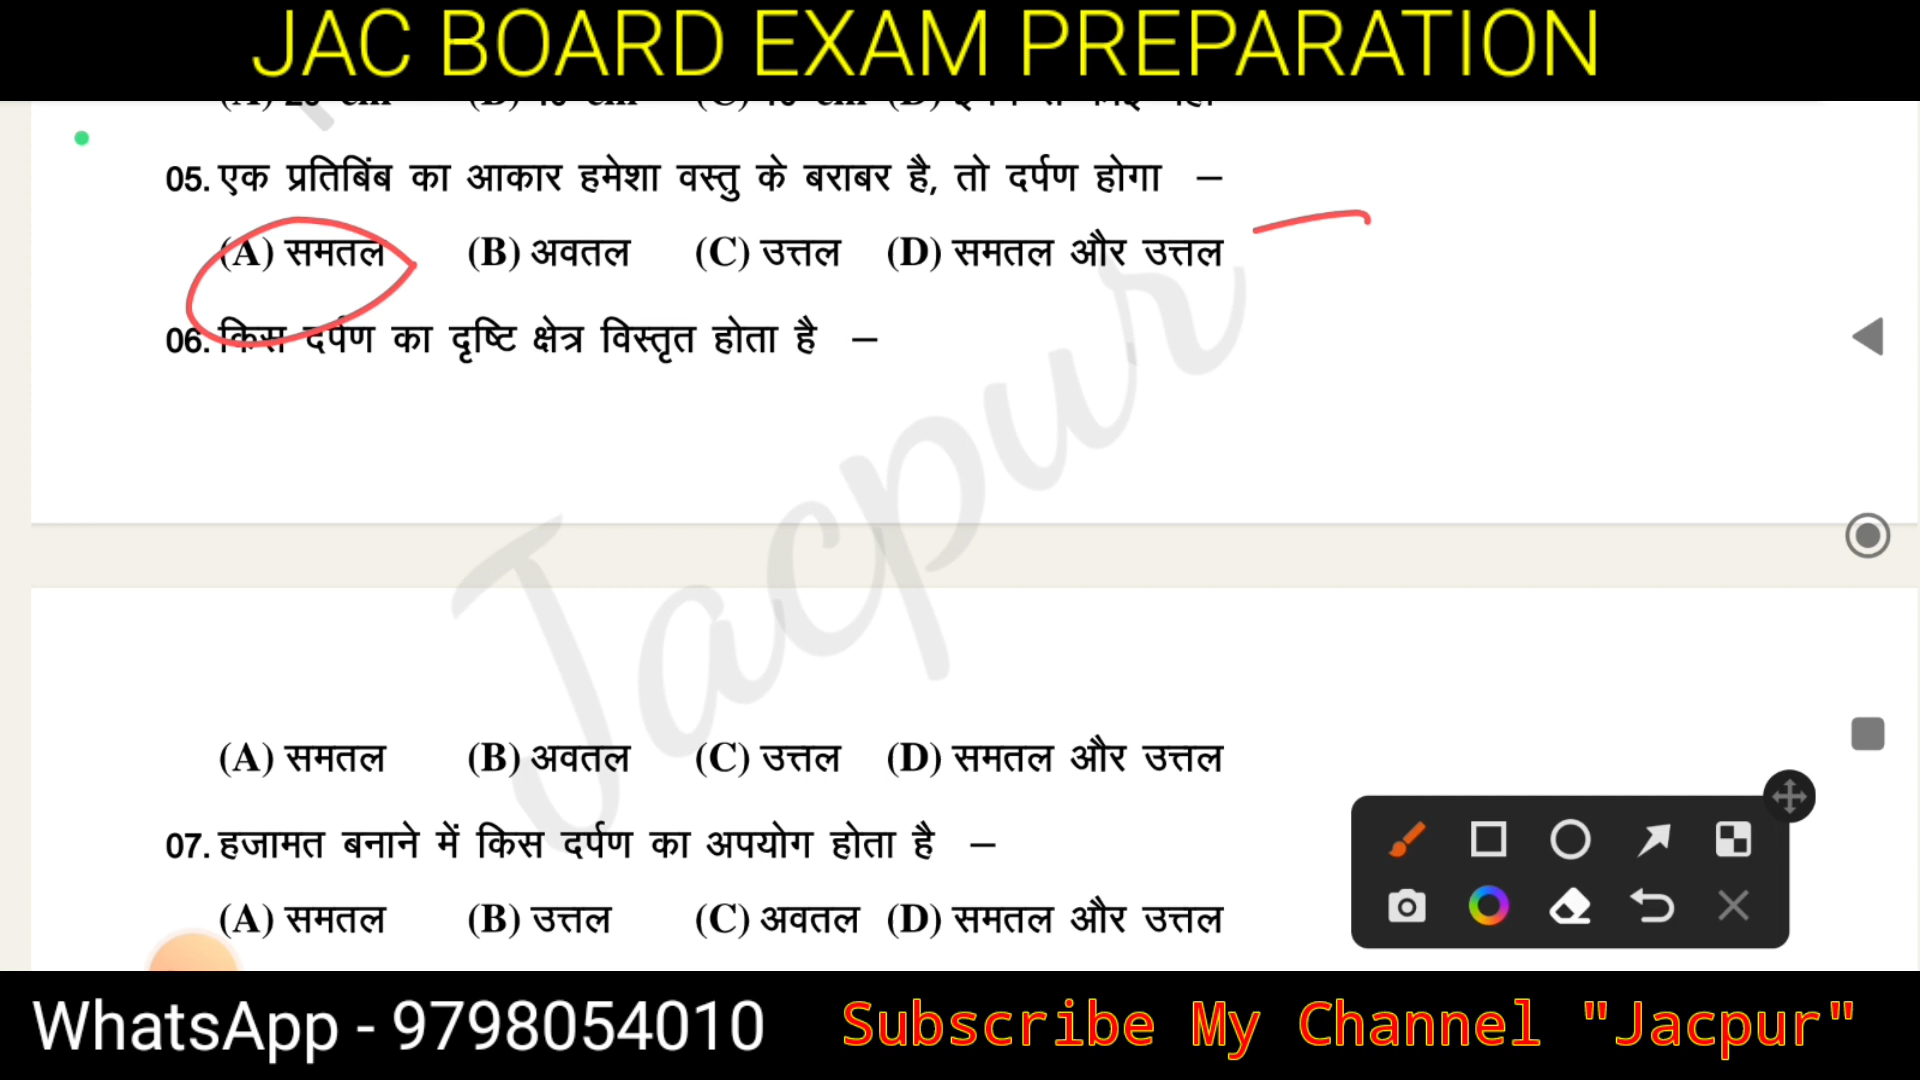 JAC BOARD EXAM PREPARATION
05. एक प्रतिबिंब का आकार हमेशा वस्तु के बराबर है, तो दर्पण होगा –
(A) समतल (B) अवतल (C) उत्तल (D) समतल और उत्तल
06. किस दर्पण का दृष्टि क्षेत्र विस्तृत होता है –
Jacpur
(A) समतल (B) अवतल (C) उत्तल (D) समतल और उत्तल
07. हजामत बनाने में किस दर्पण का अपयोग होता है –
(A) समतल (B) उत्तल (C) अवतल (D) समतल और उत्तल
WhatsApp - 9798054010 Subscribe My Channel "Jacpur"